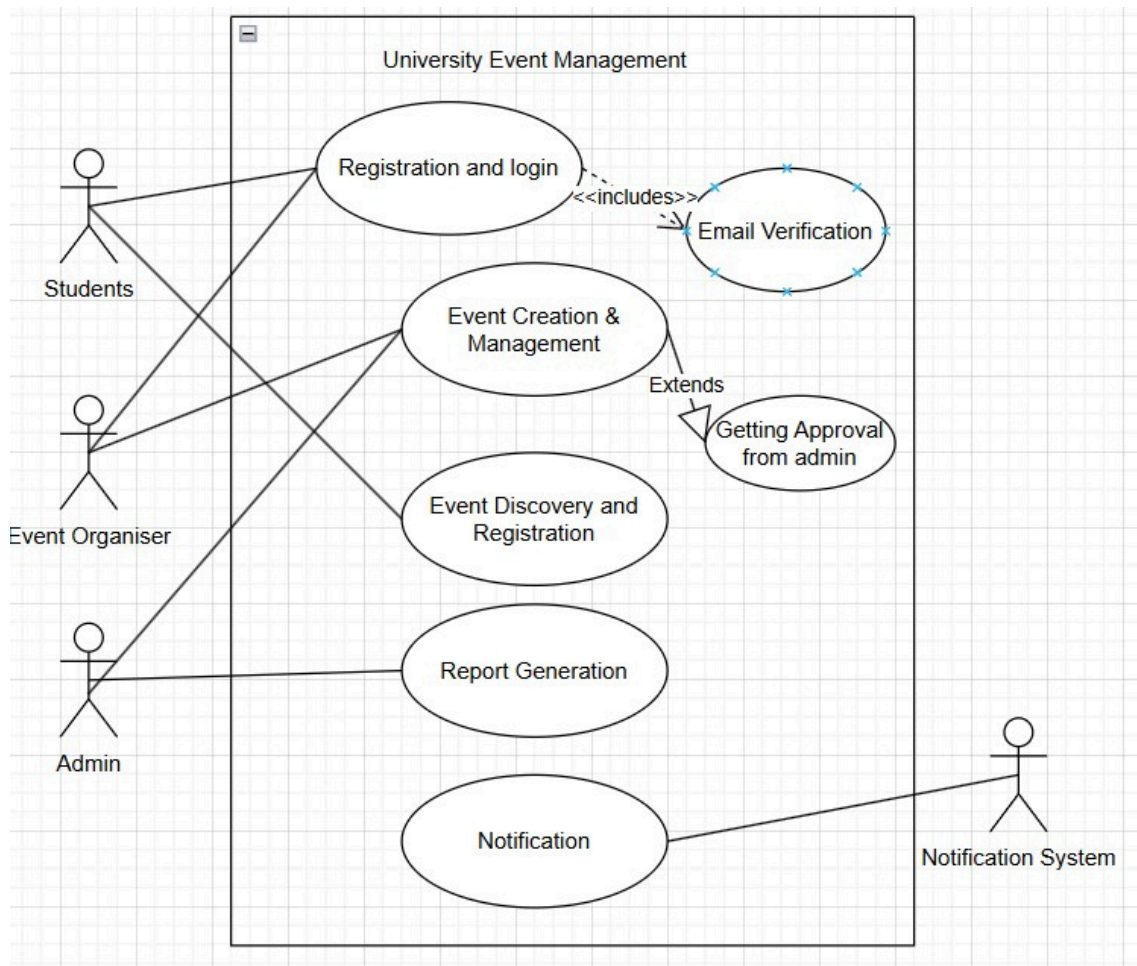 University Event Management
Registration and login
<<includes>>
Email Verification
Students
Event Creation &
Management
Extends
Getting Approval
from admin
Event Organiser
Event Discovery and
Registration
Report Generation
Admin
Notification
Notification System